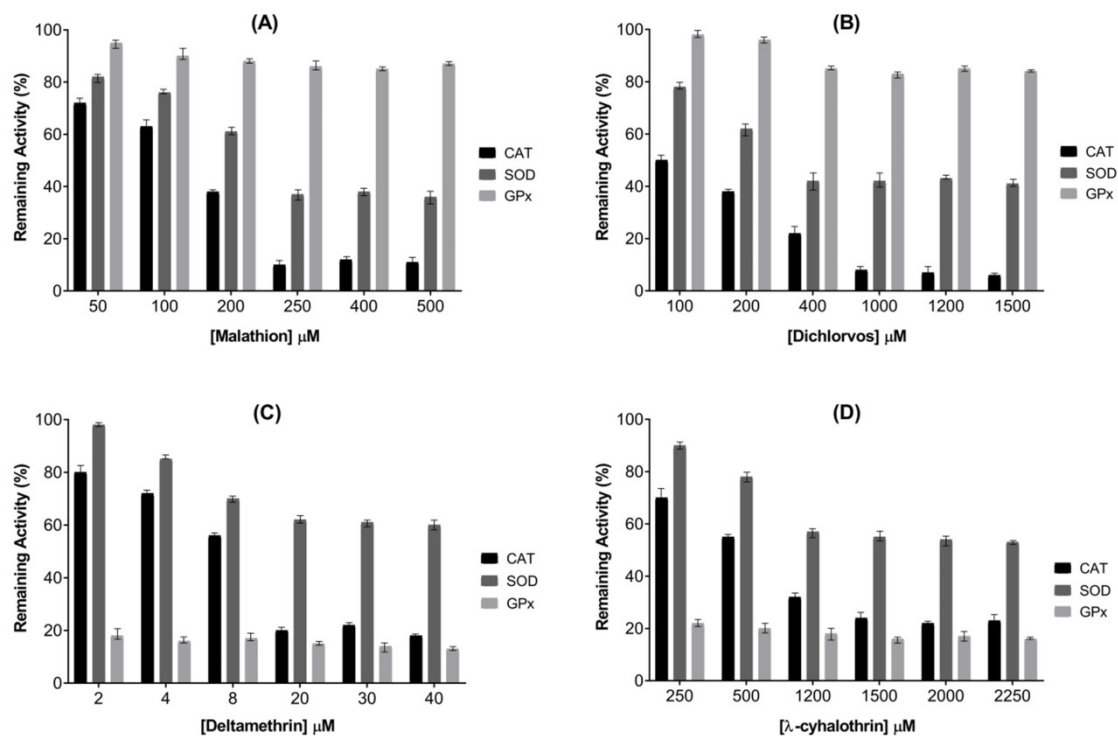 (A)
Remaining Activity (%)
100
80
60
40
20
0
50 100 200 250 400 500
[Malathion] μM
CAT
SOD
GPx
(B)
Remaining Activity (%)
100
80
60
40
20
0
100 200 400 1000 1200 1500
[Dichlorvos] μM
CAT
SOD
GPx
(C)
Remaining Activity (%)
100
80
60
40
20
0
2 4 8 20 30 40
[Deltamethrin] μM
CAT
SOD
GPx
(D)
Remaining Activity (%)
100
80
60
40
20
0
250 500 1200 1500 2000 2250
[λ-cyhalothrin] μM
CAT
SOD
GPx